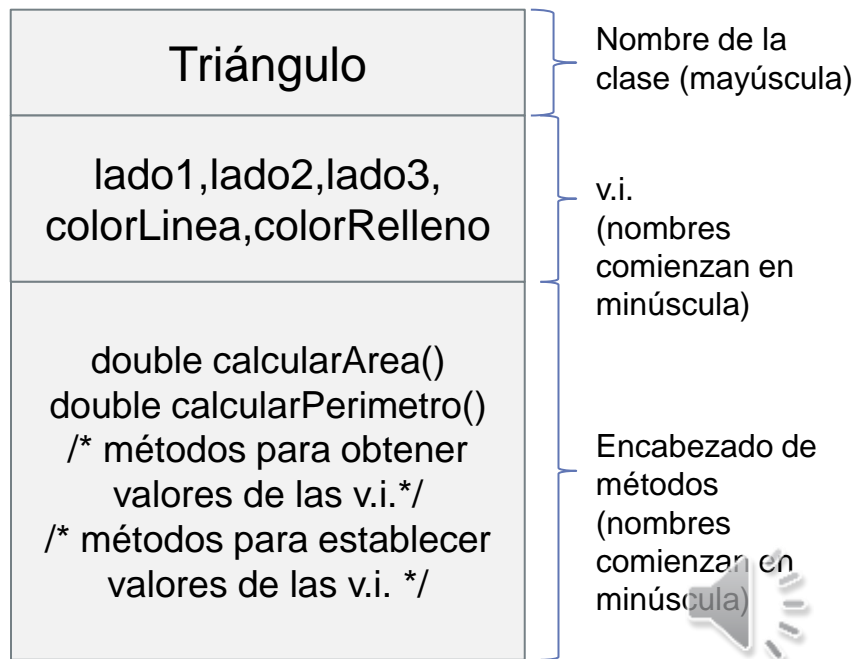 Triángulo
Nombre de la
clase (mayúscula)
lado1,lado2,lado3,
colorLinea,colorRelleno
v.i.
(nombres
comienzan en
minúscula)
double calcularArea()
double calcularPerimetro()
/* métodos para obtener
valores de las v.i.*/
/* métodos para establecer
valores de las v.i. */
Encabezado de
métodos
(nombres
comienzan en
minúscula)